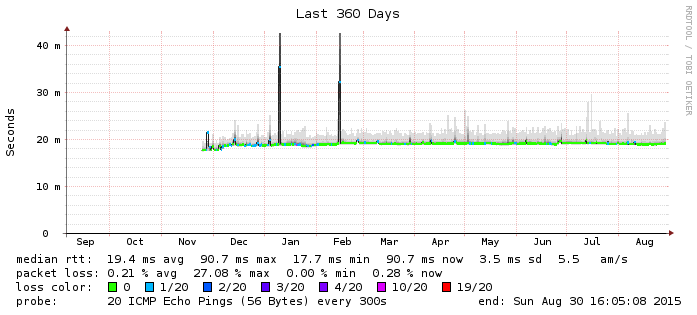 Last 360 Days
RRDTOOL / TOBI OETIKER
Seconds
40 m
30 m
20 m
10 m
0
Sep Oct Nov Dec Jan Feb Mar Apr May Jun Jul Aug
median rtt: 19.4 ms avg 90.7 ms max 17.7 ms min 90.7 ms now 3.5 ms sd 5.5 am/s
packet loss: 0.21 % avg 27.08 % max 0.00 % min 0.28 % now
loss color: 0 1/20 2/20 3/20 4/20 10/20 19/20
probe: 20 ICMP Echo Pings (56 Bytes) every 300s end: Sun Aug 30 16:05:08 2015